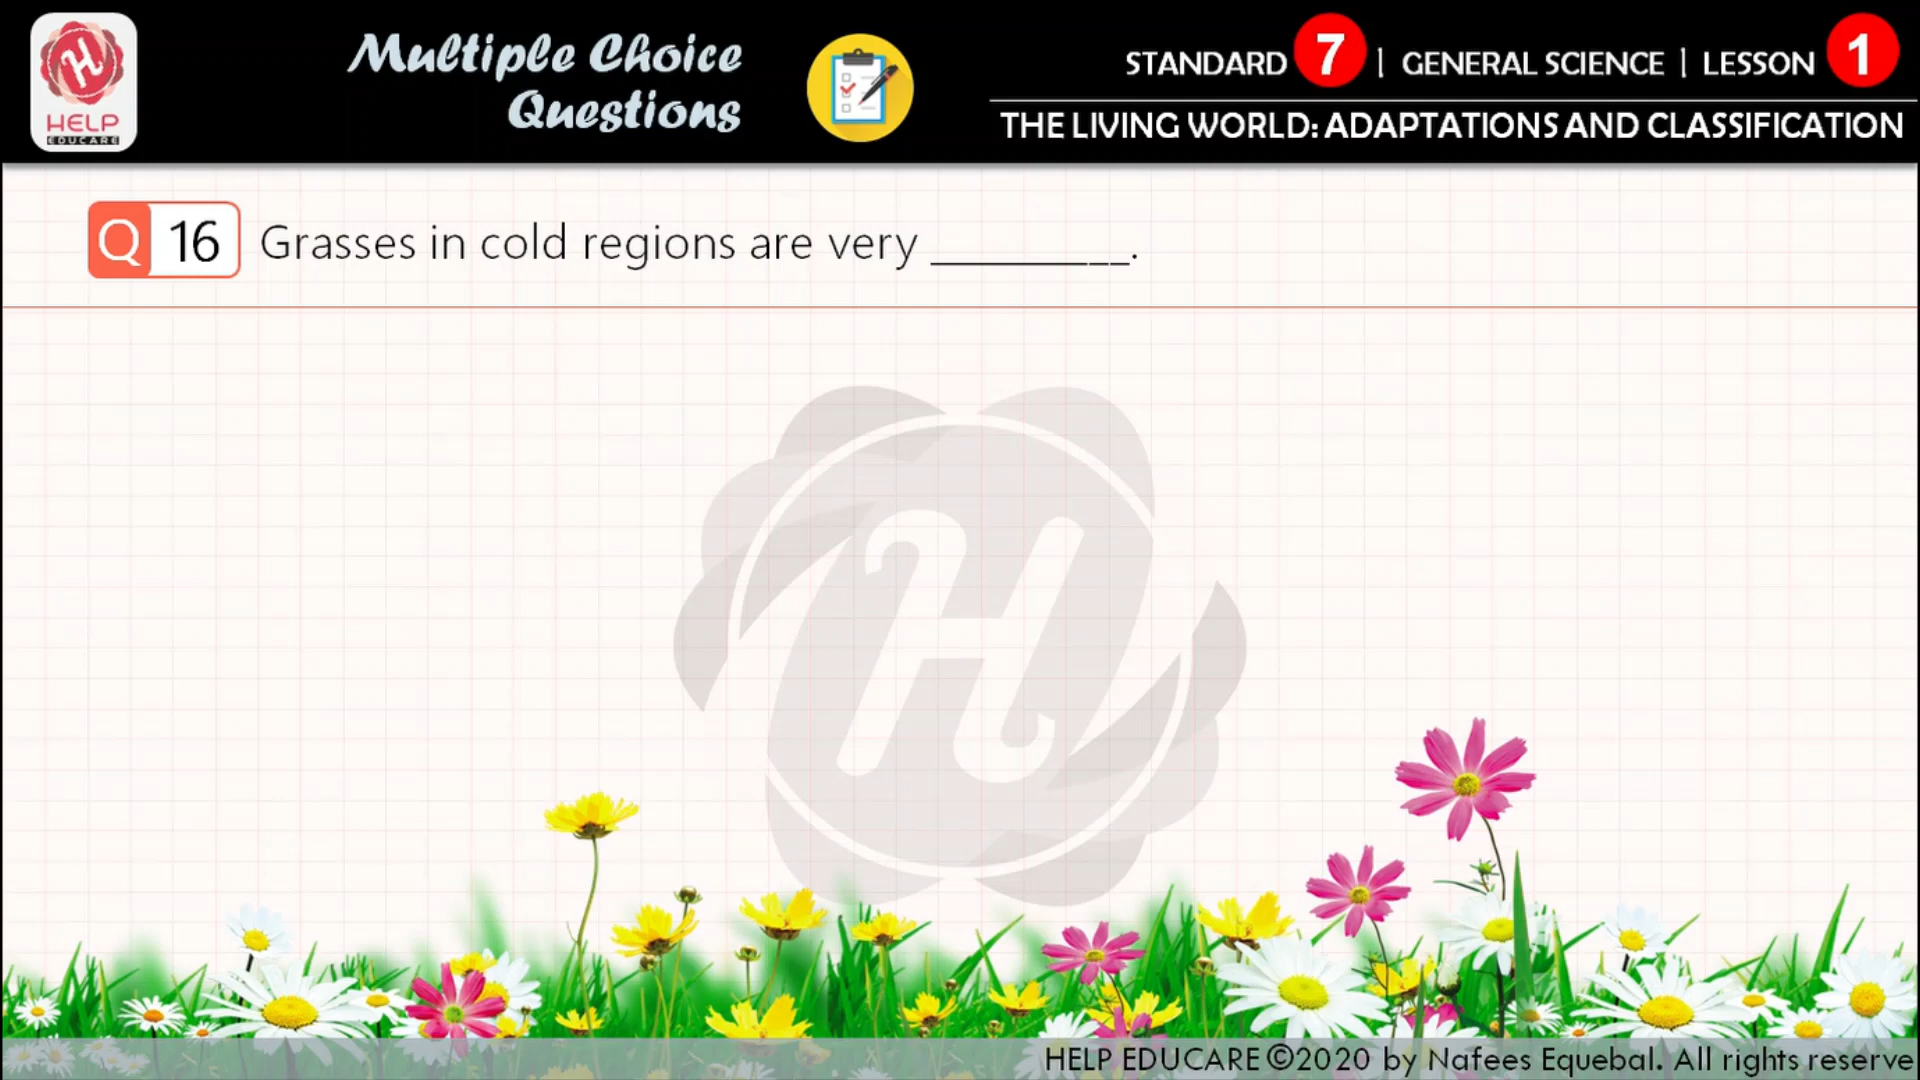 HELP
EDUCARE
Multiple Choice
Questions
STANDARD 7 | GENERAL SCIENCE | LESSON 1
THE LIVING WORLD: ADAPTATIONS AND CLASSIFICATION
Q 16 Grasses in cold regions are very __________.
HELP EDUCARE ©2020 by Nafees Equebal. All rights reserve